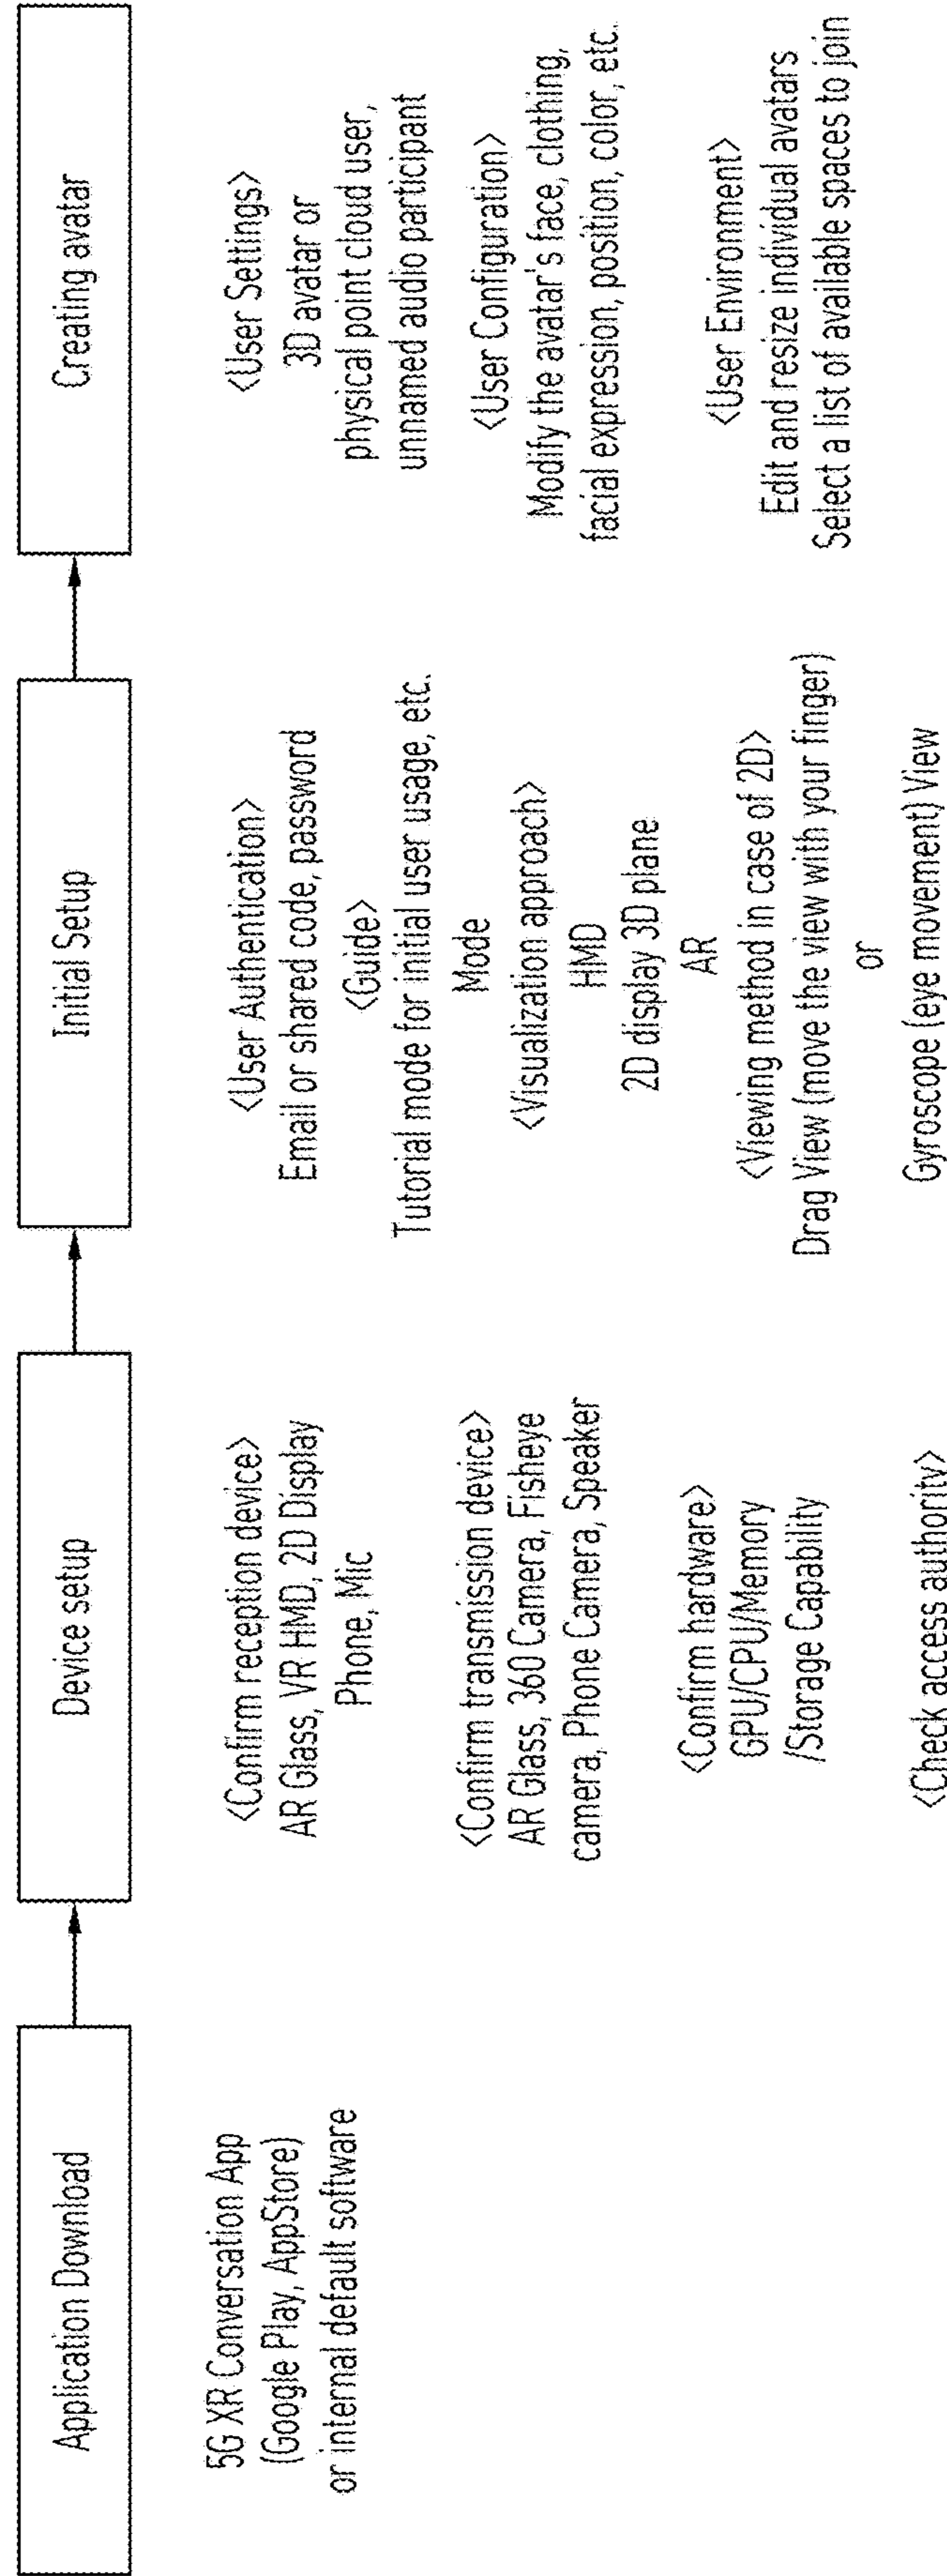 Application Download
5G XR Conversation App
(Google Play, AppStore)
or internal default software
Device setup
<Confirm reception device>
AR Glass, VR HMD, 2D Display
Phone, Mic
<Confirm transmission device>
AR Glass, 360 Camera, Fisheye
camera, Phone Camera, Speaker
<Confirm hardware>
GPU/CPU/Memory
/Storage Capability
<Check access authority>
Initial Setup
<User Authentication>
Email or shared code, password
<Guide>
Tutorial mode for initial user usage, etc.
Mode
<Visualization approach>
HMD
2D display 3D plane
AR
<Viewing method in case of 2D>
Drag View (move the view with your finger)
or
Gyroscope (eye movement) View
Creating avatar
<User Settings>
3D avatar or
physical point cloud user,
unnamed audio participant
<User Configuration>
Modify the avatar's face, clothing,
facial expression, position, color, etc.
<User Environment>
Edit and resize individual avatars
Select a list of available spaces to join